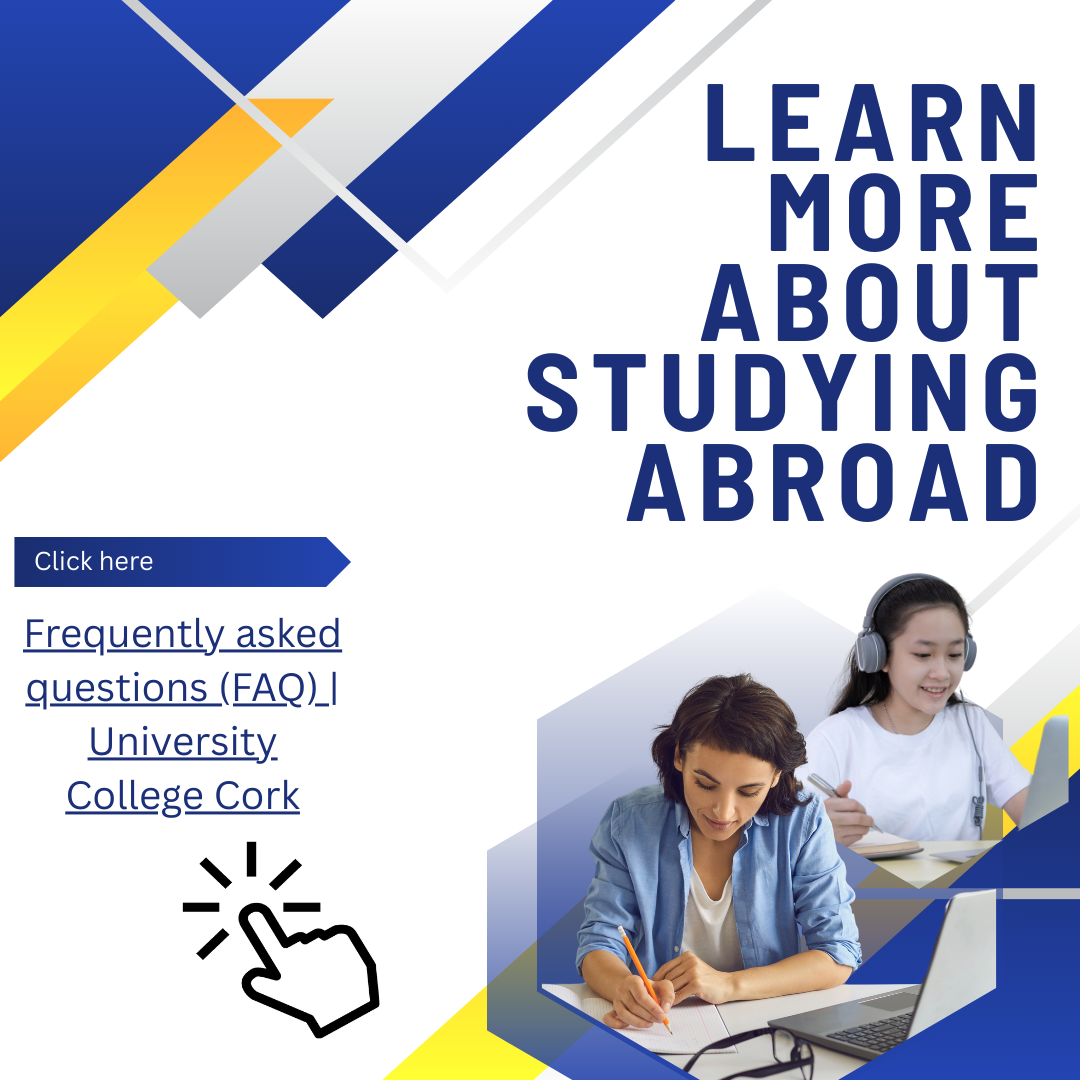 LEARN
MORE
ABOUT
STUDYING
ABROAD
Click here
Frequently asked
questions (FAQ) |
University
College Cork